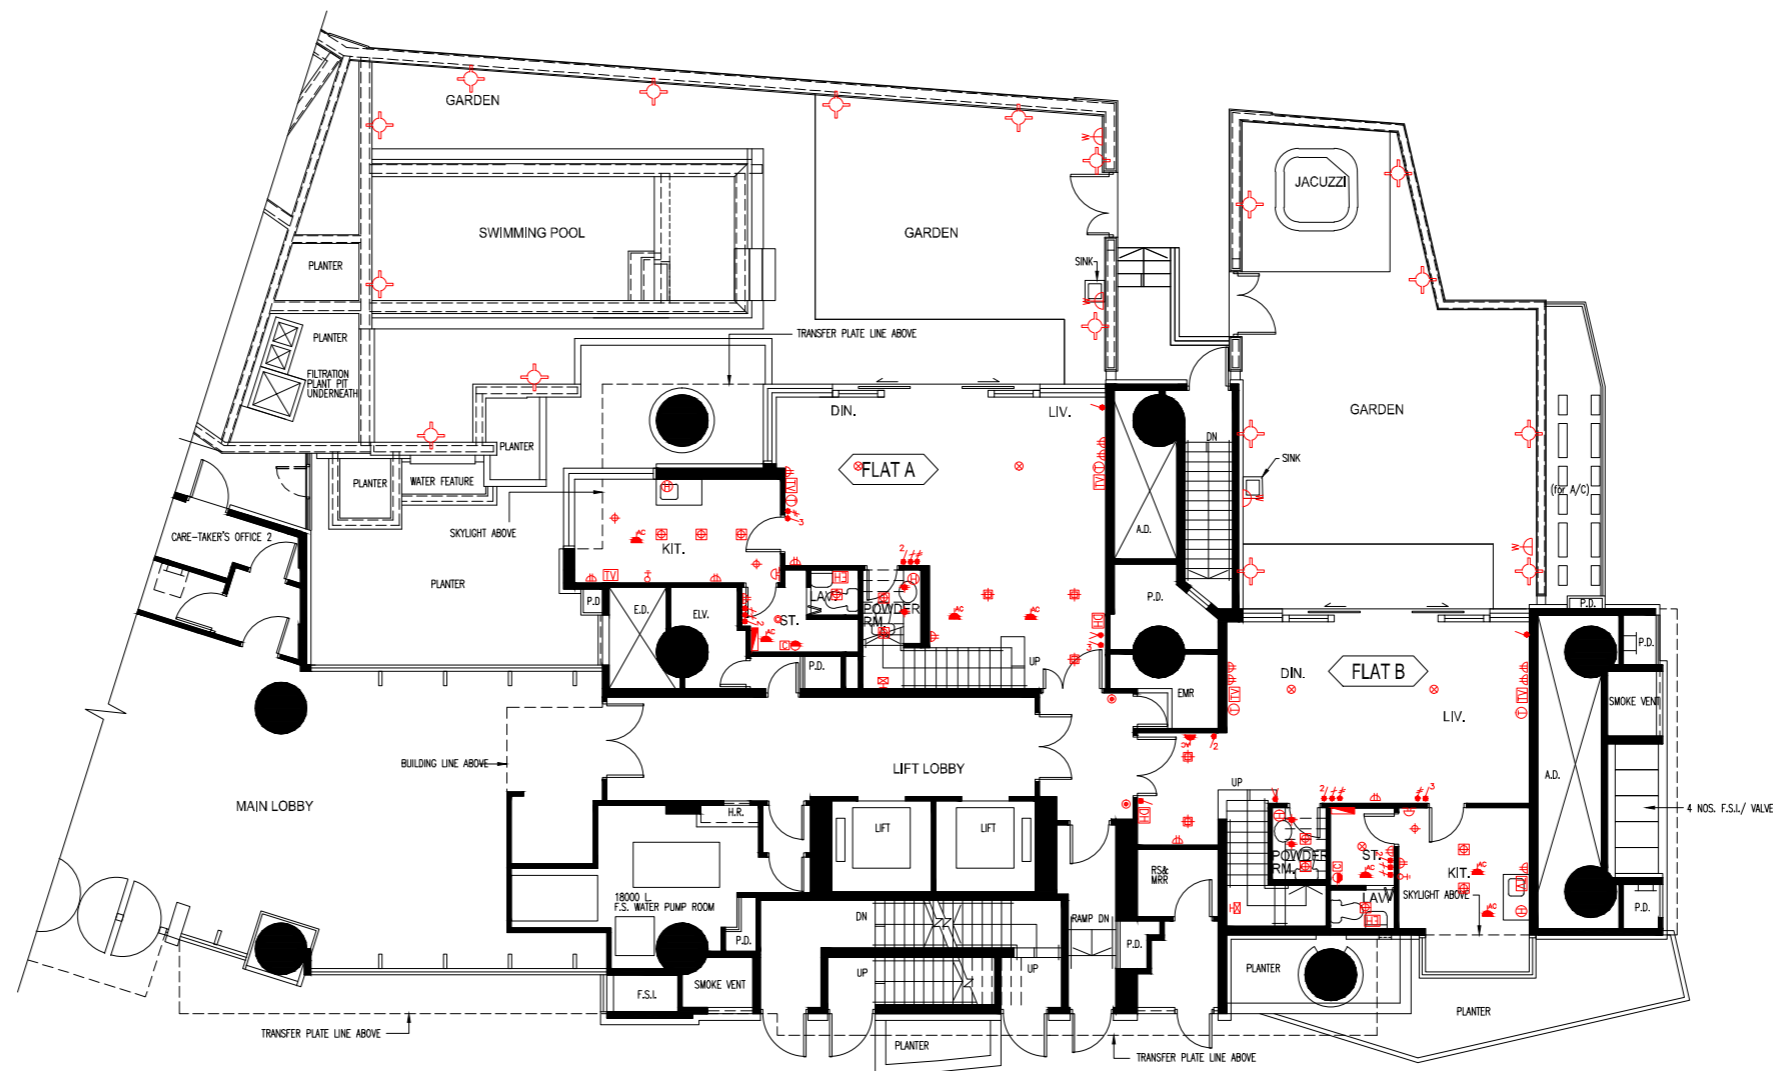 GARDEN
JACUZZI
SWIMMING POOL
GARDEN
PLANTER
SINK
PLANTER
TRANSFER PLATE LINE ABOVE
FILTRATION
PLANT PIT
UNDERNEATH
DIN.
LIV.
GARDEN
PLANTER
DN
SINK
FLAT A
PLANTER
WATER FEATURE
(for A/C)
SKYLIGHT ABOVE
A.D.
CARE-TAKER'S OFFICE 2
KIT.
PLANTER
P.D.
E.D.
ELV.
LAV.
POWDER
RM.
ST.
P.D.
P.D.
P.D.
P.D.
UP
DIN.
FLAT B
EMR
SMOKE VENT
LIV.
BUILDING LINE ABOVE
LIFT LOBBY
A.D.
UP
MAIN LOBBY
H.R.
4 NOS. F.S.I./ VALVE
LIFT
LIFT
POWDER
RM.
ST.
RS&
MRR
KIT.
18000 L
F.S. WATER PUMP ROOM
SKYLIGHT ABOVE
LAV
DN
RAMP DN
P.D.
P.D.
P.D.
UP
UP
PLANTER
SMOKE VENT
F.S.I.
PLANTER
TRANSFER PLATE LINE ABOVE
PLANTER
TRANSFER PLATE LINE ABOVE